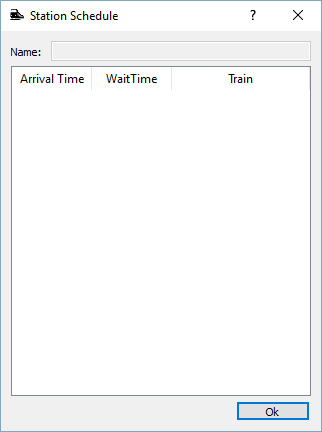 Station Schedule ?
Name:
Arrival Time WaitTime Train
Ok